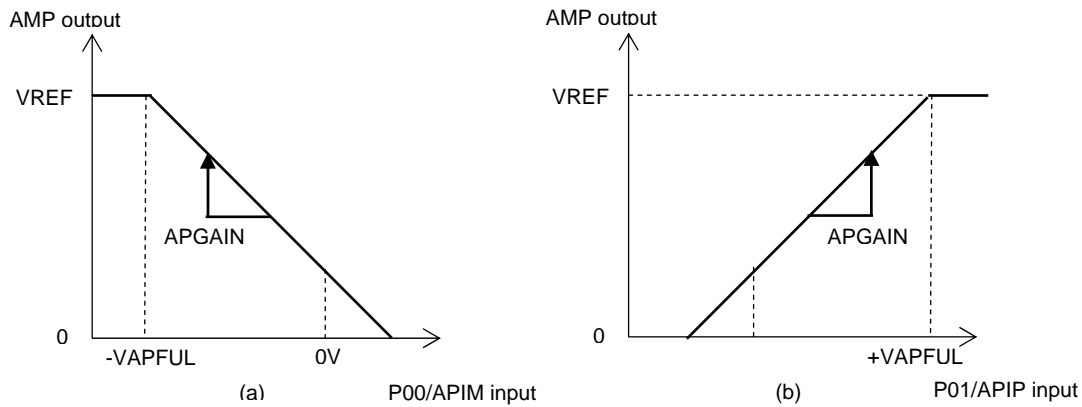 AMP output
VREF
APGAIN
0
-VAPFUL
0V
(a)
P00/APIM input
AMP output
VREF
APGAIN
0
+VAPFUL
(b)
P01/APIP input